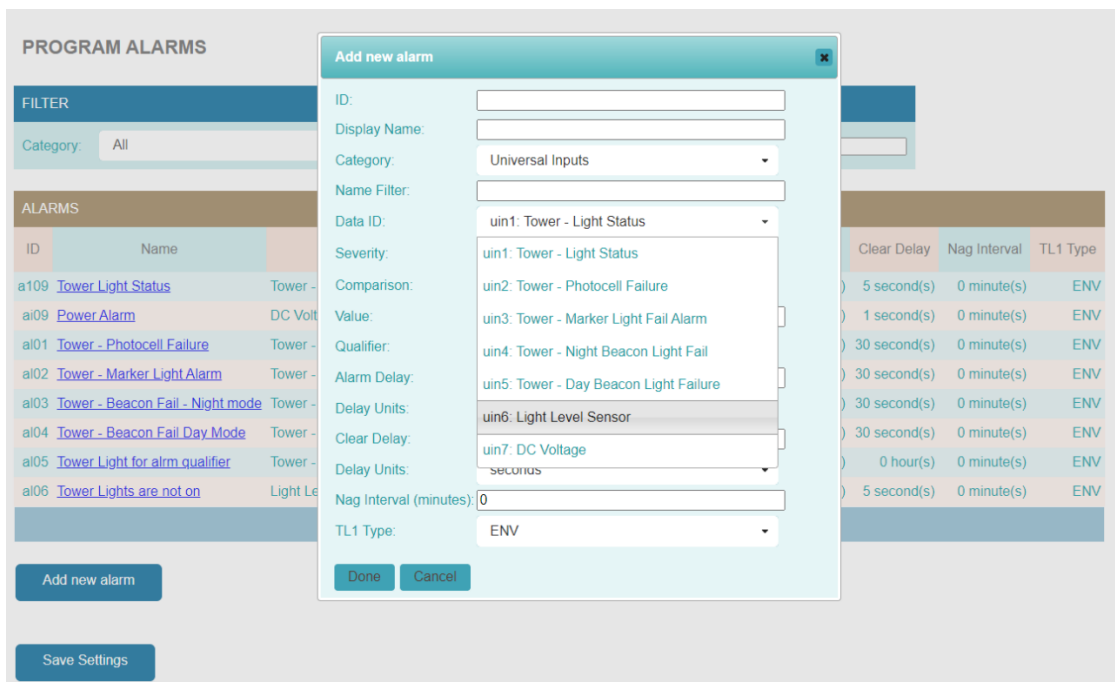 PROGRAM ALARMS
FILTER
Category: All
ALARMS
ID Name Clear Delay Nag Interval TL1 Type
a109 Tower Light Status Tower - ) 5 second(s) 0 minute(s) ENV
ai09 Power Alarm DC Volt ) 1 second(s) 0 minute(s) ENV
al01 Tower - Photocell Failure Tower - ) 30 second(s) 0 minute(s) ENV
al02 Tower - Marker Light Alarm Tower - ) 30 second(s) 0 minute(s) ENV
al03 Tower - Beacon Fail - Night mode Tower - ) 30 second(s) 0 minute(s) ENV
al04 Tower - Beacon Fail Day Mode Tower - ) 30 second(s) 0 minute(s) ENV
al05 Tower Light for alrm qualifier Tower - ) 0 hour(s) 0 minute(s) ENV
al06 Tower Lights are not on Light Le ) 5 second(s) 0 minute(s) ENV
Add new alarm
Save Settings
Add new alarm
ID:
Display Name:
Category: Universal Inputs
Name Filter:
Data ID: uin1: Tower - Light Status
Severity: uin1: Tower - Light Status
Comparison: uin2: Tower - Photocell Failure
Value: uin3: Tower - Marker Light Fail Alarm
Qualifier: uin4: Tower - Night Beacon Light Fail
Alarm Delay: uin5: Tower - Day Beacon Light Failure
Delay Units: uin6: Light Level Sensor
Clear Delay: uin7: DC Voltage
Delay Units: seconds
Nag Interval (minutes): 0
TL1 Type: ENV
Done Cancel